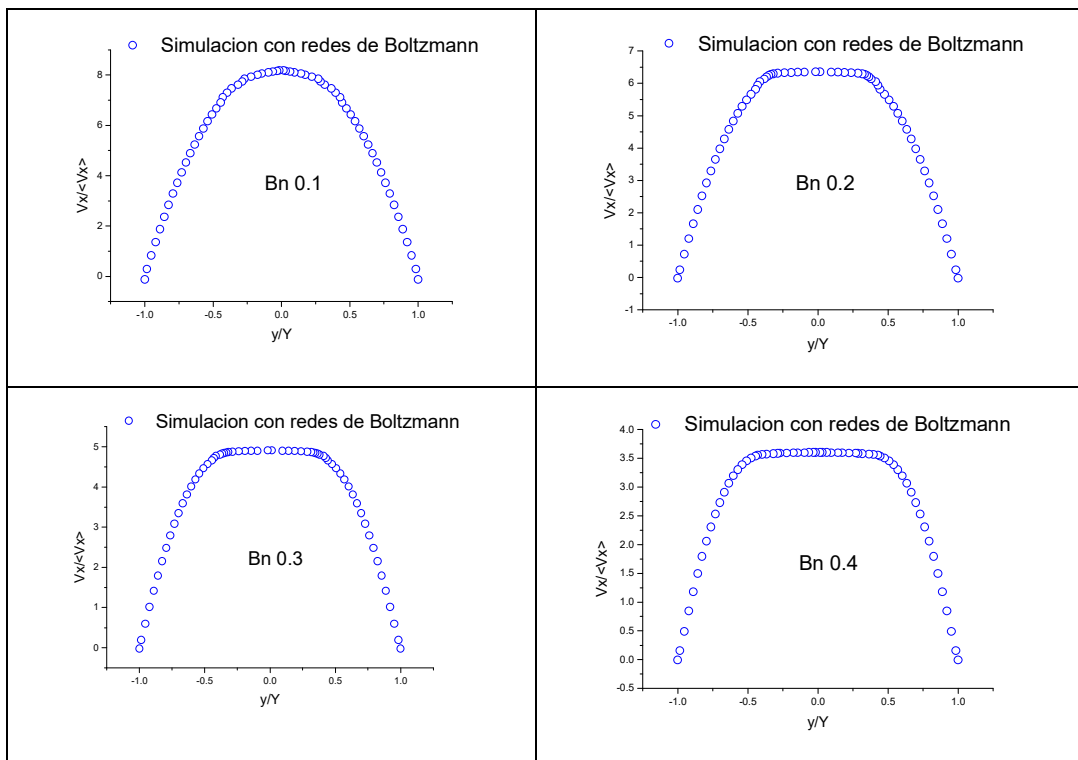 Simulacion con redes de Boltzmann
8
6
4
2
0
Vx/<Vx>
Bn 0.1
-1.0 -0.5 0.0 0.5 1.0
y/Y
Simulacion con redes de Boltzmann
7
6
5
4
3
2
1
0
-1
Vx/<Vx>
Bn 0.2
-1.0 -0.5 0.0 0.5 1.0
y/Y
Simulacion con redes de Boltzmann
5
4
3
2
1
0
Vx/<Vx>
Bn 0.3
-1.0 -0.5 0.0 0.5 1.0
y/Y
Simulacion con redes de Boltzmann
4.0
3.5
3.0
2.5
2.0
1.5
1.0
0.5
0.0
-0.5
Vx/<Vx>
Bn 0.4
-1.0 -0.5 0.0 0.5 1.0
y/Y